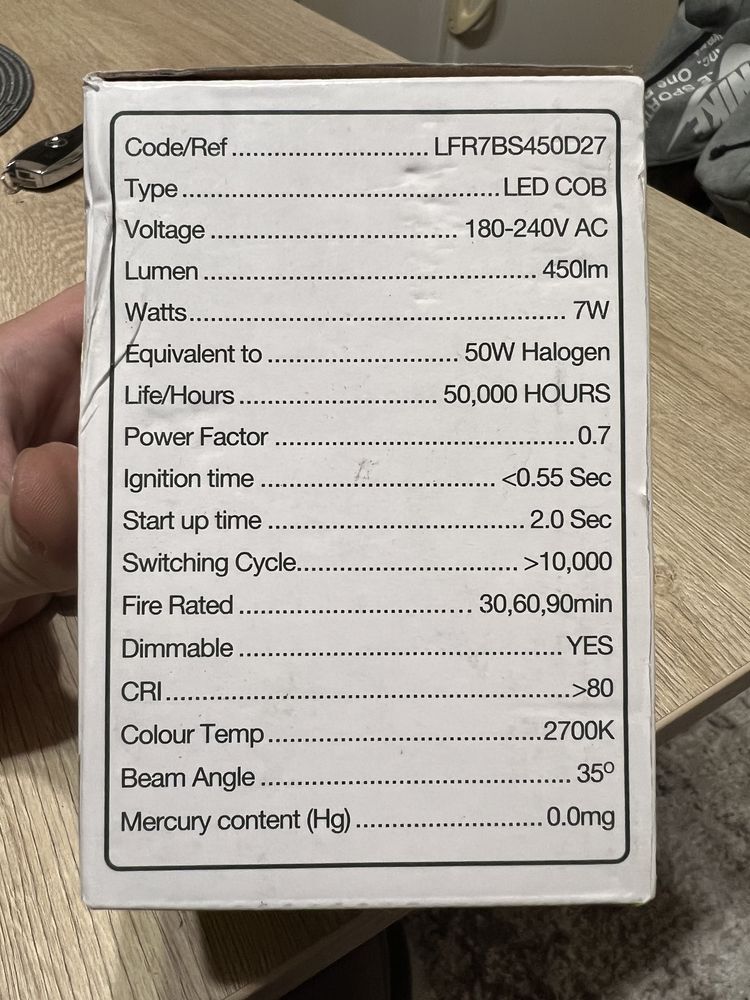 Code/Ref ............................ LFR7BS450D27
Type ............................................. LED COB
Voltage ................................... 180-240V AC
Lumen ................................................ 450lm
Watts...................................................... 7W
Equivalent to ........................... 50W Halogen
Life/Hours ............................ 50,000 HOURS
Power Factor ...........................................0.7
Ignition time .................................. <0.55 Sec
Start up time ..................................... 2.0 Sec
Switching Cycle................................ >10,000
Fire Rated ................................. 30,60,90min
Dimmable .............................................. YES
CRI...........................................................>80
Colour Temp.......................................2700K
Beam Angle ............................................ 35º
Mercury content (Hg) ..........................0.0mg
NIKE